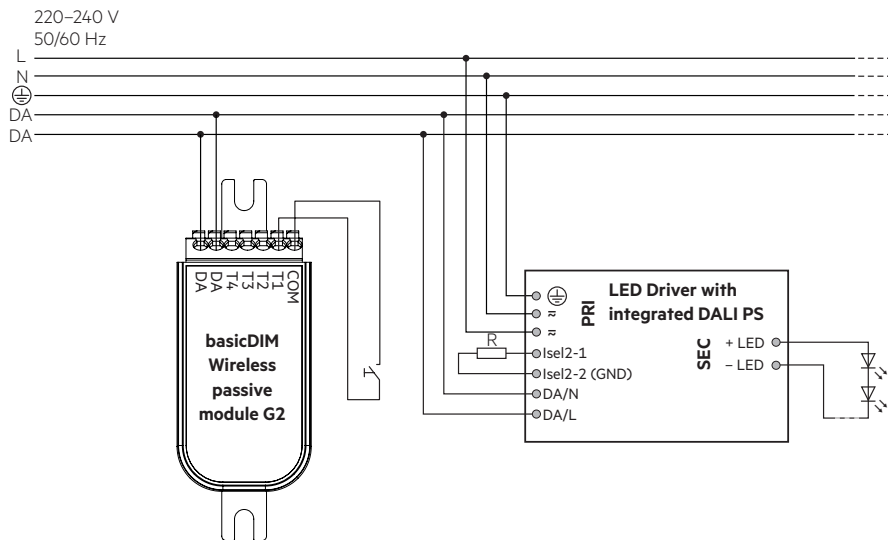 220–240 V
50/60 Hz
L
N
DA
DA
DA
DA
T4
T3
T2
T1
COM
basicDIM
Wireless
passive
module G2
LED Driver with
integrated DALI PS
PRI
≂
≂
R
Isel2-1
Isel2-2 (GND)
DA/N
DA/L
SEC
+ LED
– LED